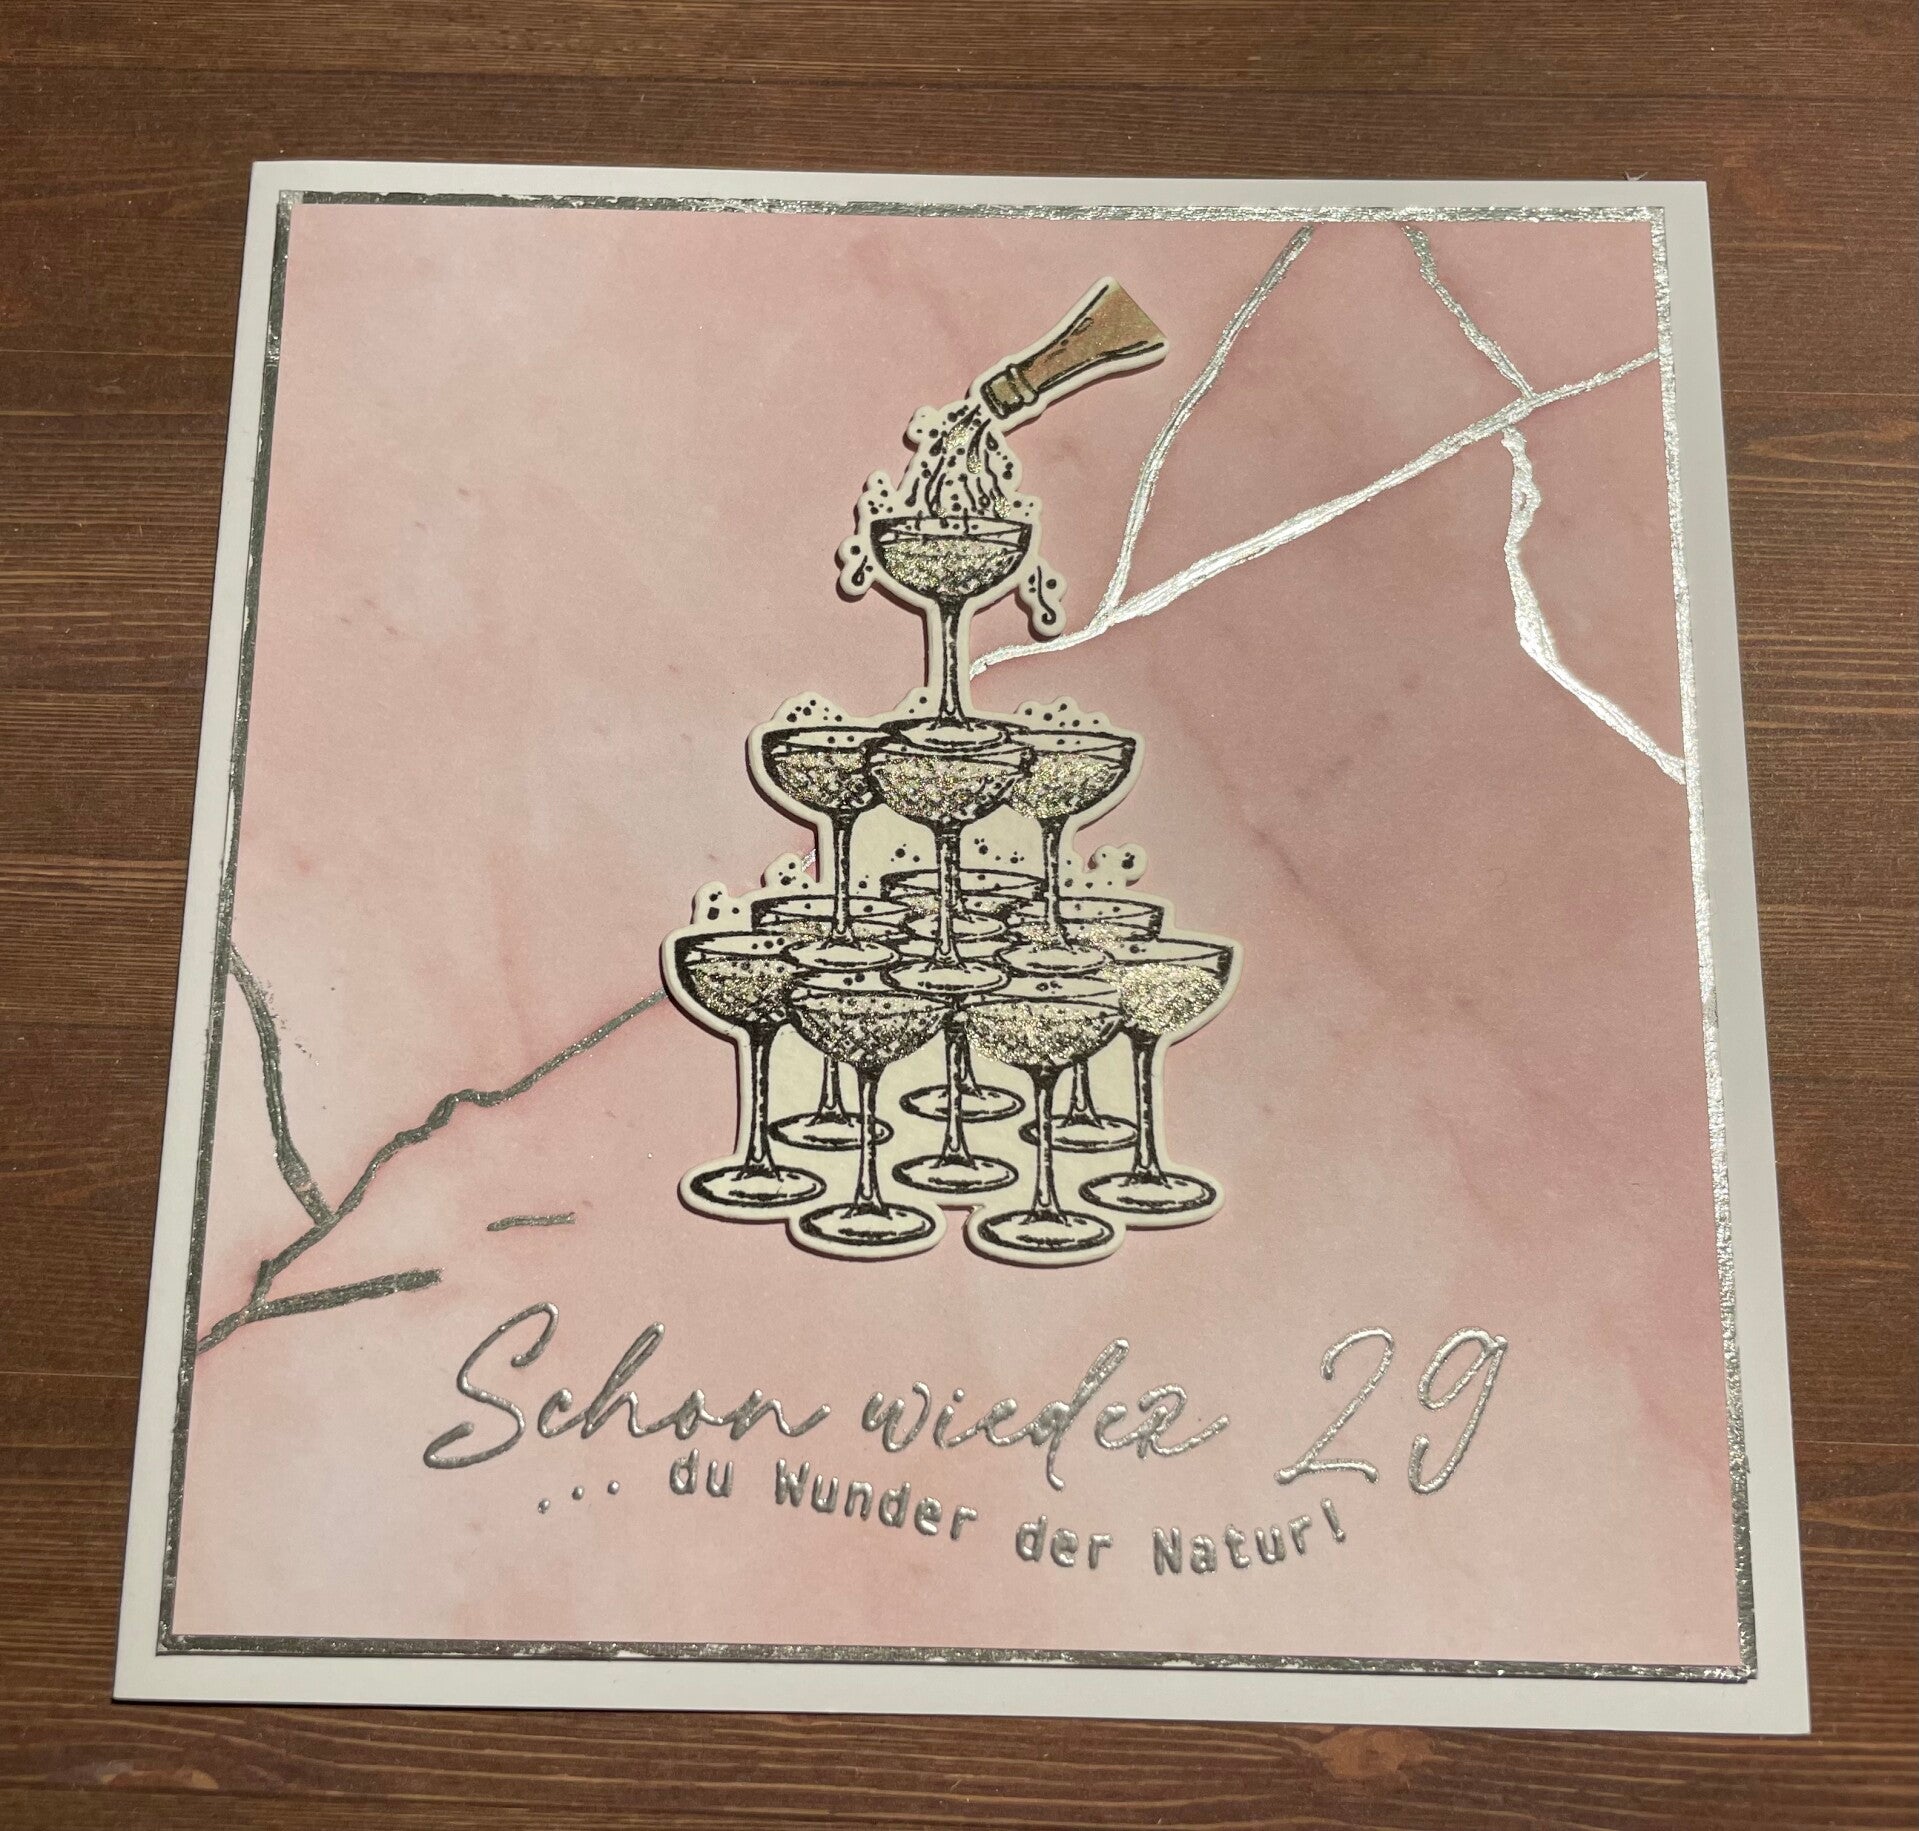 Schon wieder 29
... du Wunder der Natur!